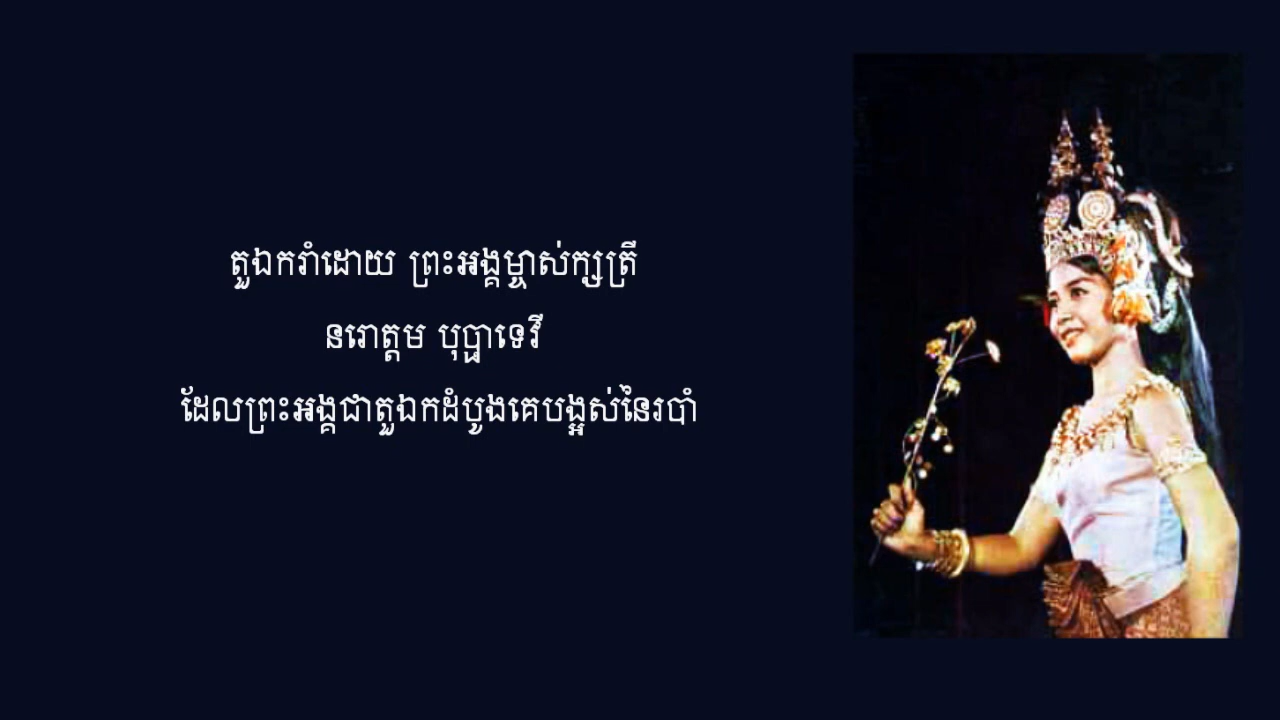 តួឯករាំដោយ ព្រះអង្គម្ចាស់ក្សត្រី
នរោត្តម បុប្ផាទេវី
ដែលព្រះអង្គជាតួឯកដំបូងគេបង្អស់នៃរបាំ